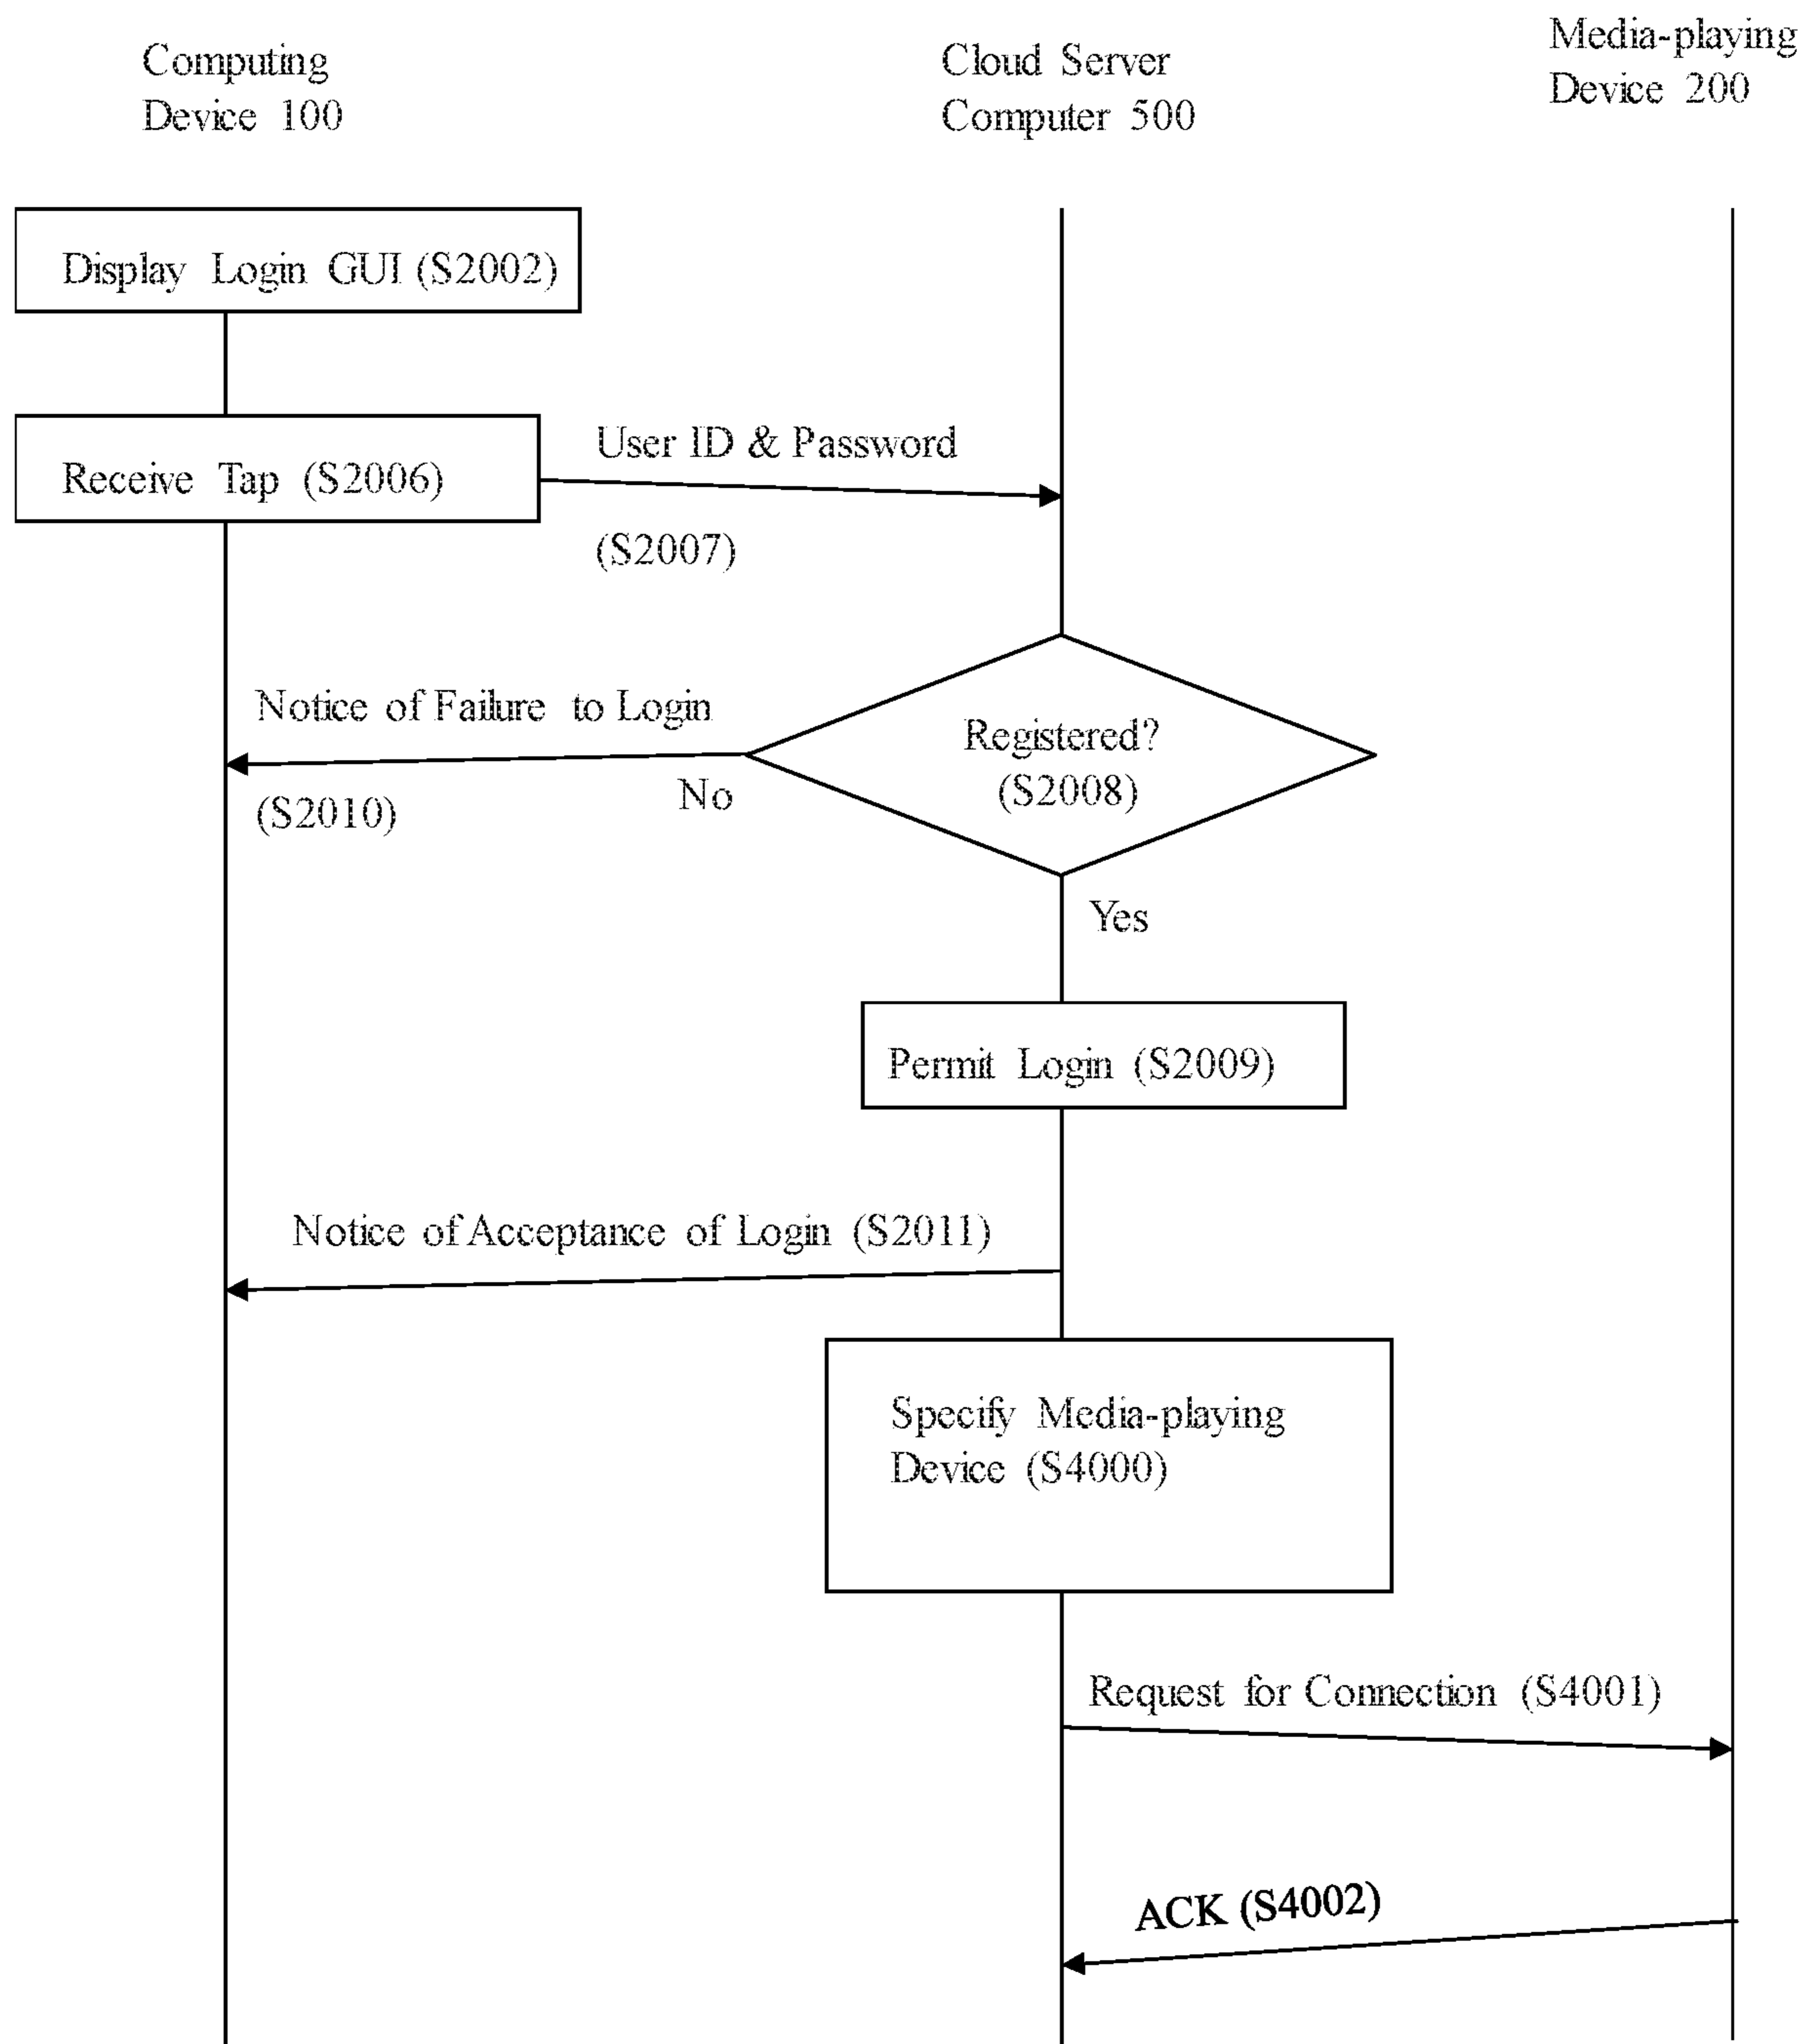 Computing
Device 100
Cloud Server
Computer 500
Media-playing
Device 200
Display Login GUI (S2002)
Receive Tap (S2006)
User ID & Password
(S2007)
Notice of Failure to Login
(S2010)
No
Registered?
(S2008)
Yes
Permit Login (S2009)
Notice of Acceptance of Login (S2011)
Specify Media-playing
Device (S4000)
Request for Connection (S4001)
ACK (S4002)